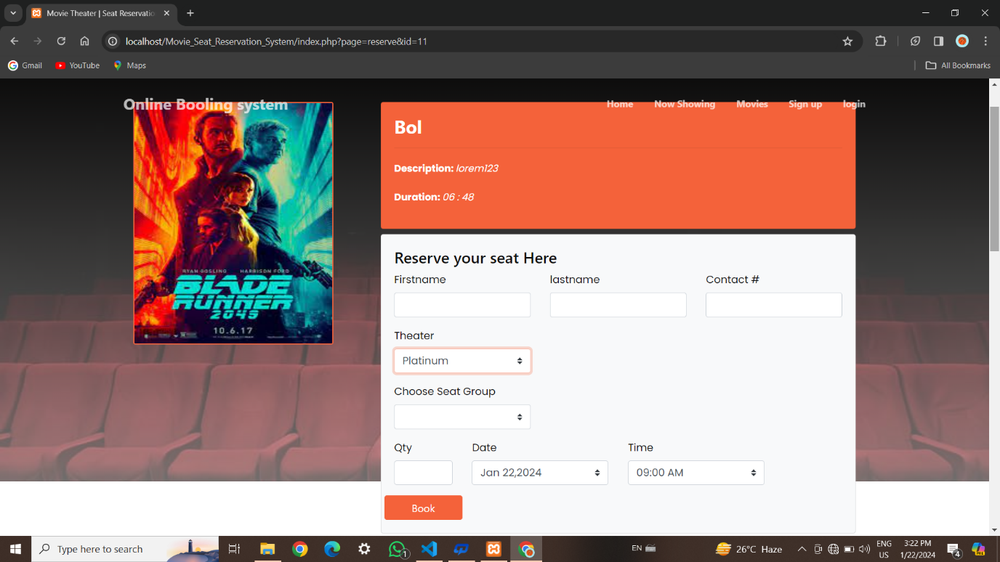 Movie Theater | Seat Reservatio
localhost/Movie_Seat_Reservation_System/index.php?page=reserve&id=11
Gmail YouTube Maps All Bookmarks
Online Booling system Home Now Showing Movies Sign up login
Bol
Description: lorem123
Duration: 06 : 48
RYAN GOSLING HARRISON FORD
BLADE
RUNNER
2049
10.6.17
Reserve your seat Here
Firstname lastname Contact #
Theater
Platinum
Choose Seat Group
Qty Date Time
Jan 22,2024 09:00 AM
Book
Type here to search
1
EN
26°C Haze
ENG
US
3:22 PM
1/22/2024
4
PRE